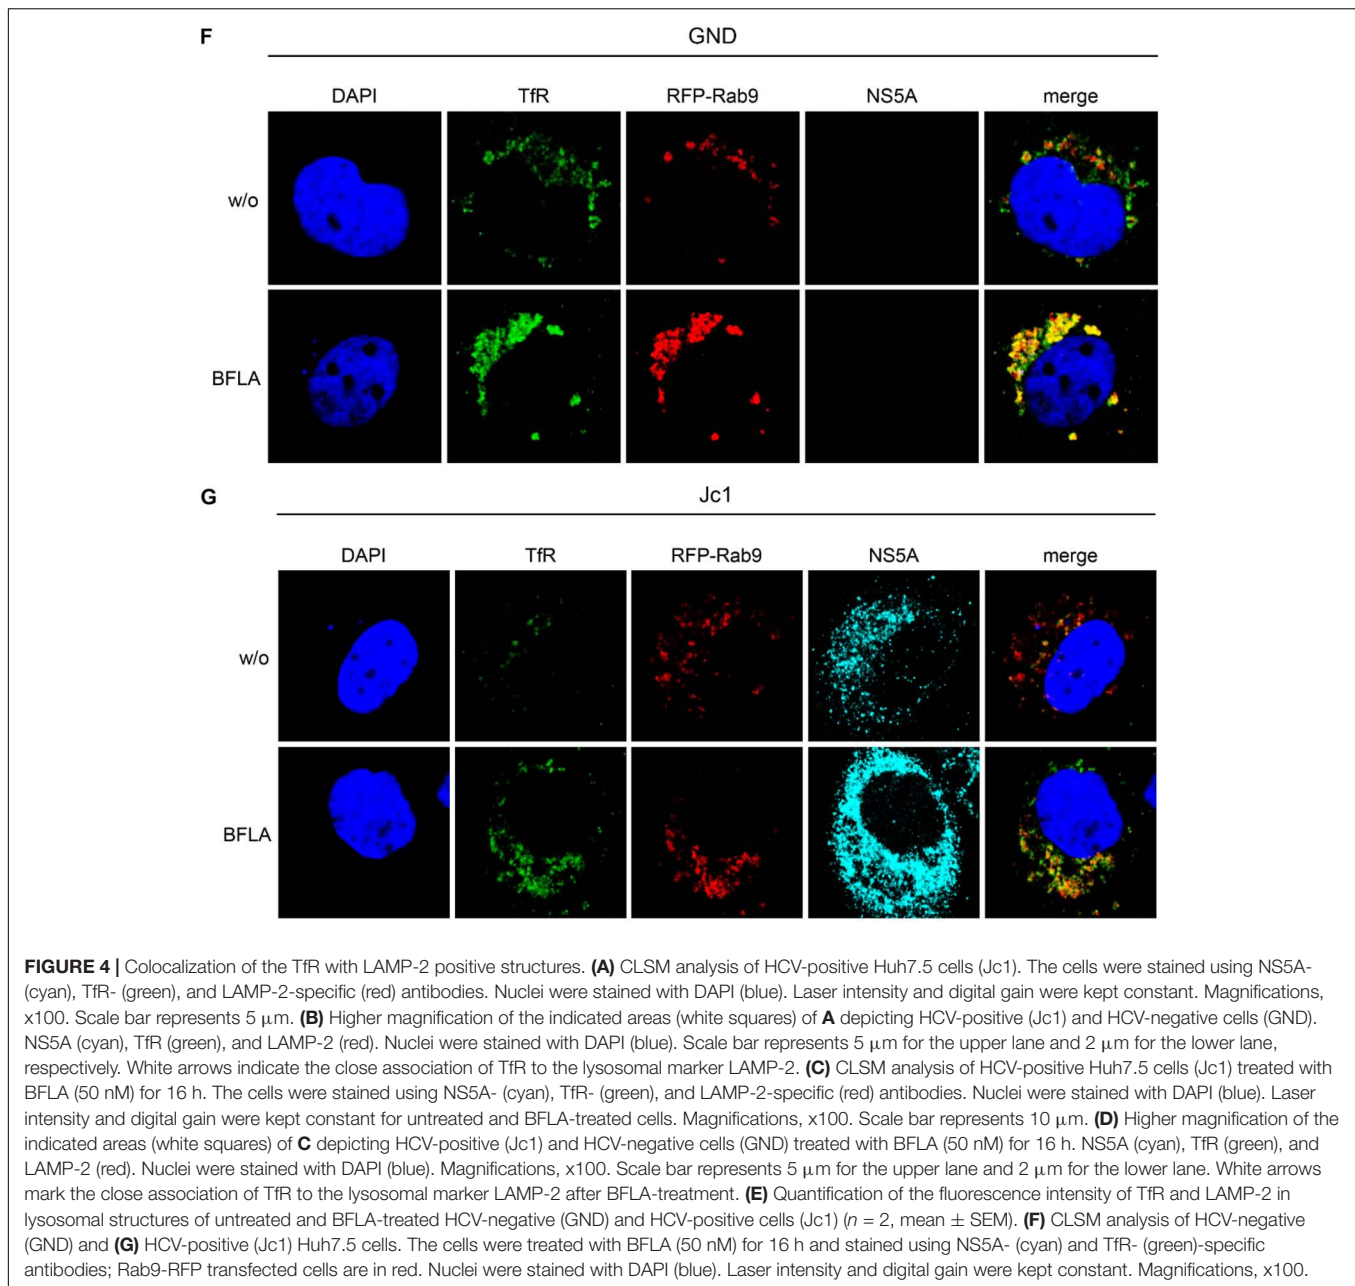 F
GND
DAPI TfR RFP-Rab9 NS5A merge
w/o
BFLA
G
Jc1
DAPI TfR RFP-Rab9 NS5A merge
w/o
BFLA
FIGURE 4 | Colocalization of the TfR with LAMP-2 positive structures. (A) CLSM analysis of HCV-positive Huh7.5 cells (Jc1). The cells were stained using NS5A-
(cyan), TfR- (green), and LAMP-2-specific (red) antibodies. Nuclei were stained with DAPI (blue). Laser intensity and digital gain were kept constant. Magnifications,
x100. Scale bar represents 5 μm. (B) Higher magnification of the indicated areas (white squares) of A depicting HCV-positive (Jc1) and HCV-negative cells (GND).
NS5A (cyan), TfR (green), and LAMP-2 (red). Nuclei were stained with DAPI (blue). Scale bar represents 5 μm for the upper lane and 2 μm for the lower lane,
respectively. White arrows indicate the close association of TfR to the lysosomal marker LAMP-2. (C) CLSM analysis of HCV-positive Huh7.5 cells (Jc1) treated with
BFLA (50 nM) for 16 h. The cells were stained using NS5A- (cyan), TfR- (green), and LAMP-2-specific (red) antibodies. Nuclei were stained with DAPI (blue). Laser
intensity and digital gain were kept constant for untreated and BFLA-treated cells. Magnifications, x100. Scale bar represents 10 μm. (D) Higher magnification of the
indicated areas (white squares) of C depicting HCV-positive (Jc1) and HCV-negative cells (GND) treated with BFLA (50 nM) for 16 h. NS5A (cyan), TfR (green), and
LAMP-2 (red). Nuclei were stained with DAPI (blue). Magnifications, x100. Scale bar represents 5 μm for the upper lane and 2 μm for the lower lane. White arrows
mark the close association of TfR to the lysosomal marker LAMP-2 after BFLA-treatment. (E) Quantification of the fluorescence intensity of TfR and LAMP-2 in
lysosomal structures of untreated and BFLA-treated HCV-negative (GND) and HCV-positive cells (Jc1) (n = 2, mean ± SEM). (F) CLSM analysis of HCV-negative
(GND) and (G) HCV-positive (Jc1) Huh7.5 cells. The cells were treated with BFLA (50 nM) for 16 h and stained using NS5A- (cyan) and TfR- (green)-specific
antibodies; Rab9-RFP transfected cells are in red. Nuclei were stained with DAPI (blue). Laser intensity and digital gain were kept constant. Magnifications, x100.